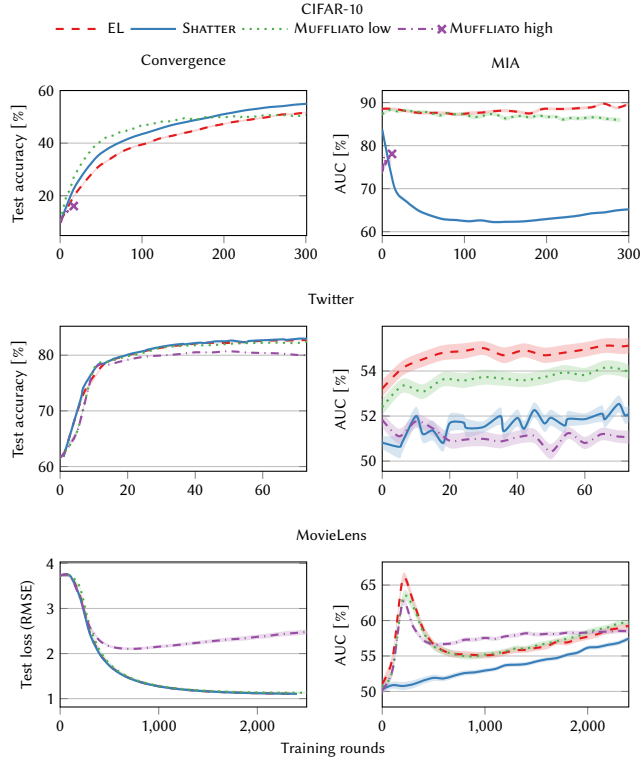 CIFAR-10
EL SHATTER MUFFLIATO low MUFFLIATO high
Convergence MIA
Test accuracy [%]
60
40
20
0 100 200 300
AUC [%]
90
80
70
60
0 100 200 300
Twitter
Test accuracy [%]
80
70
60
0 20 40 60
AUC [%]
54
52
50
0 20 40 60
MovieLens
Test loss (RMSE)
4
3
2
1
0 1,000 2,000
AUC [%]
65
60
55
50
0 1,000 2,000
Training rounds